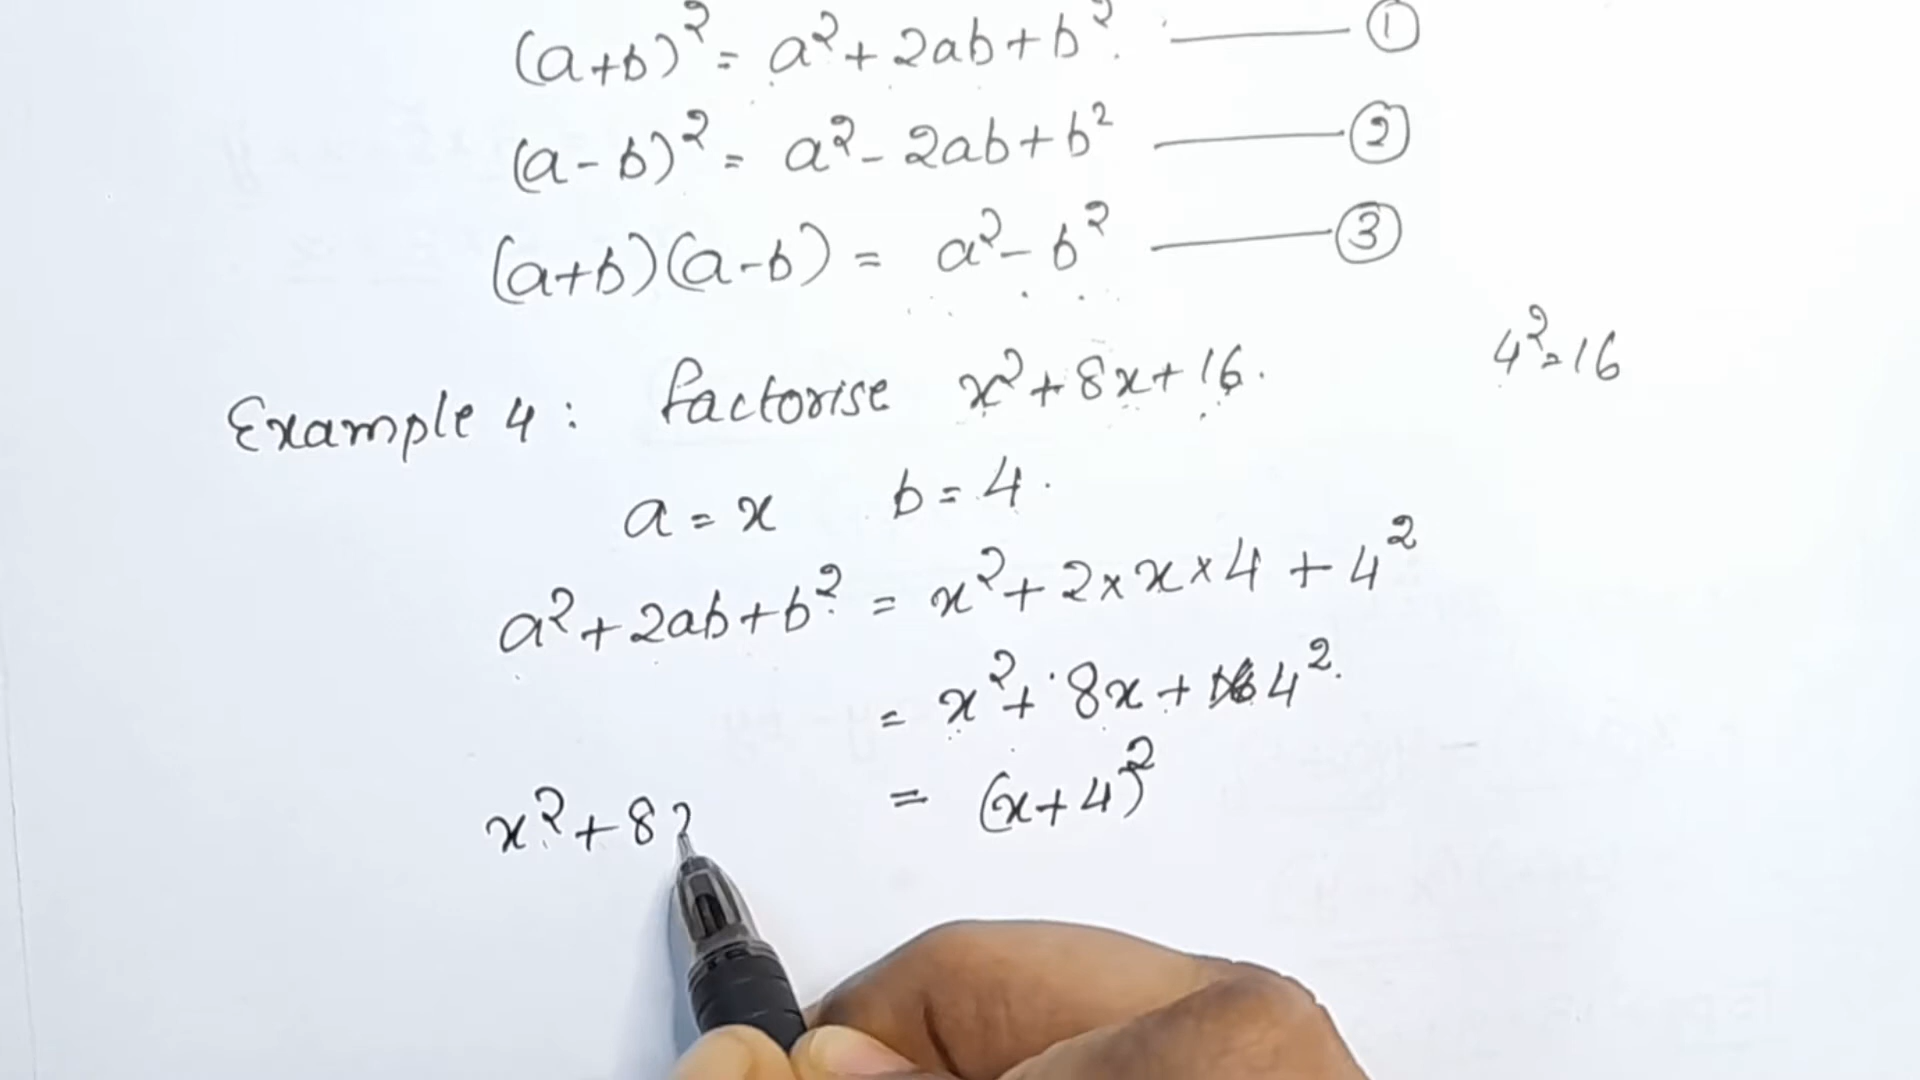 (a+b)² = a²+2ab+b². ——— ①
(a-b)² = a²-2ab+b² ——— ②
(a+b)(a-b) = a²-b² ——— ③
4²=16
Example 4 : factorise x²+8x+16.
a = x b = 4.
a²+2ab+b² = x²+2×x×4+4²
= x²+8x+4².
x²+8 = (x+4)²